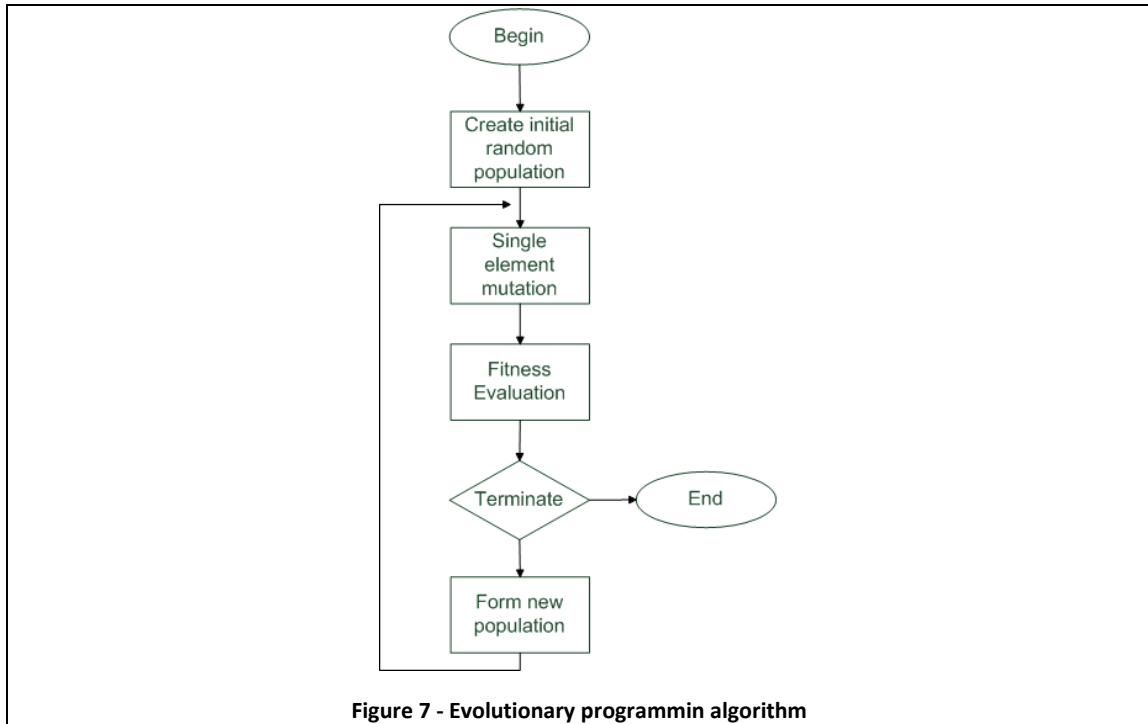 Begin
Create initial
random
population
Single
element
mutation
Fitness
Evaluation
Terminate
End
Form new
population
Figure 7 - Evolutionary programmin algorithm